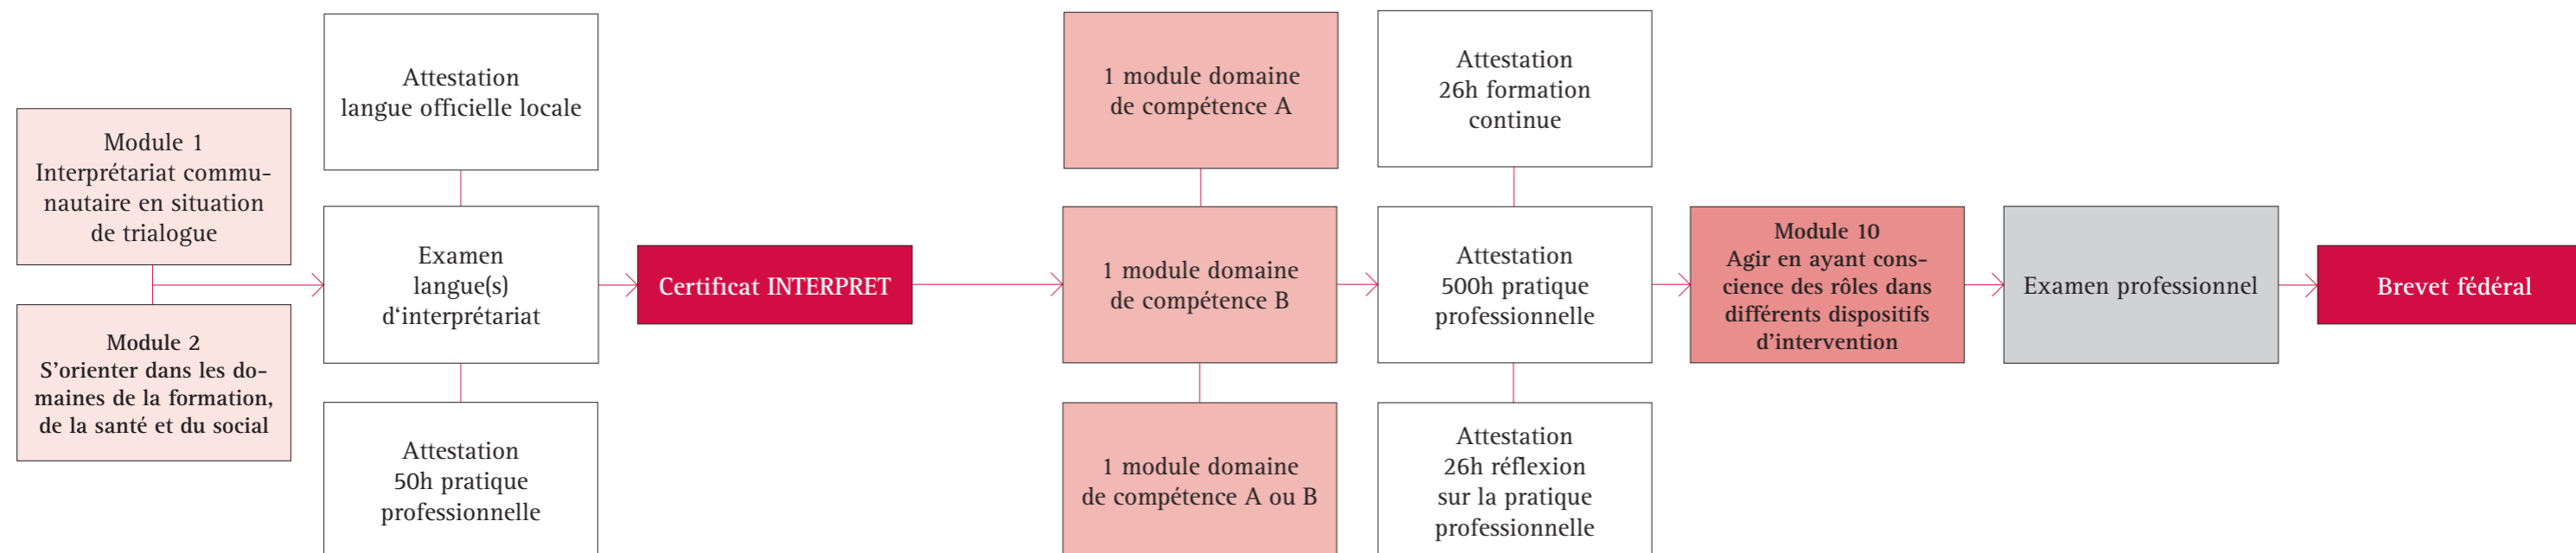 Module 1
Interprétariat commu-
nautaire en situation
de trialogue
Module 2
S’orienter dans les do-
maines de la formation,
de la santé et du social
Attestation
langue officielle locale
Examen
langue(s)
d‘interprétariat
Attestation
50h pratique
professionnelle
Certificat INTERPRET
1 module domaine
de compétence A
1 module domaine
de compétence B
1 module domaine
de compétence A ou B
Attestation
26h formation
continue
Attestation
500h pratique
professionnelle
Attestation
26h réflexion
sur la pratique
professionnelle
Module 10
Agir en ayant cons-
cience des rôles dans
différents dispositifs
d’intervention
Examen professionnel
Brevet fédéral